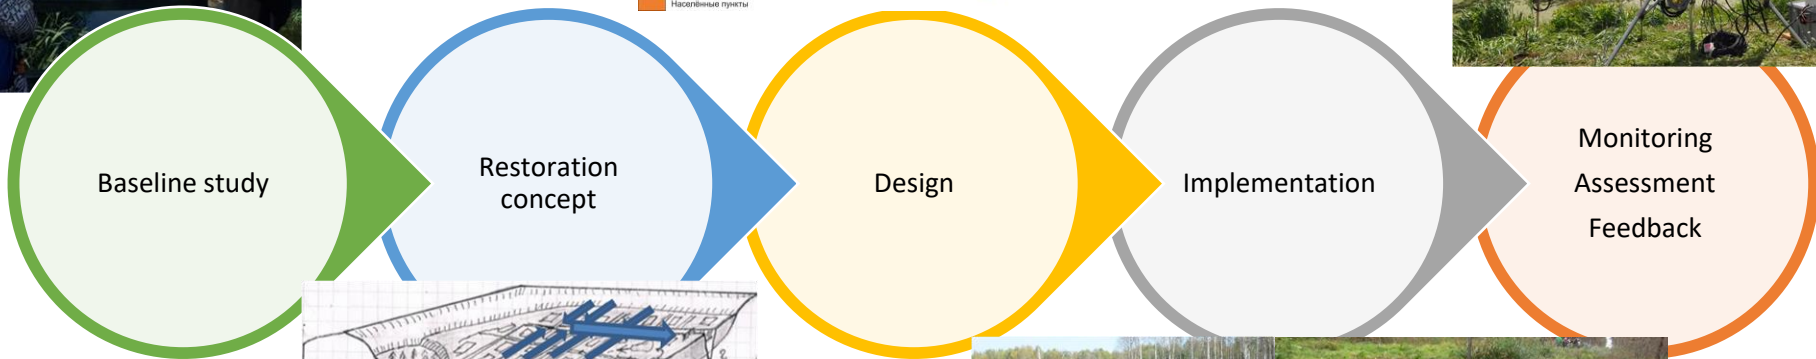 Населённые пункты
Baseline study
Restoration
concept
Design
Implementation
Monitoring
Assessment
Feedback